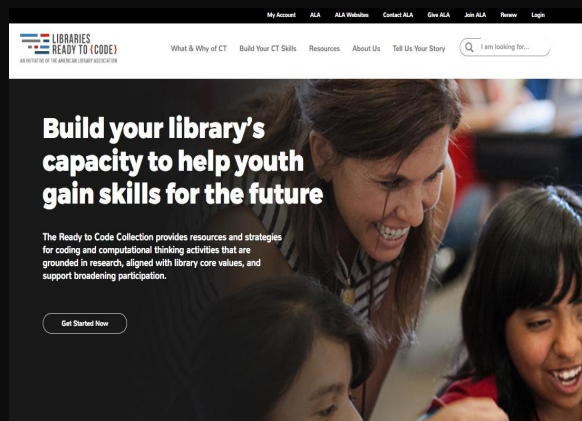 My Account ALA ALA Websites Contact ALA Give ALA Join ALA Renew Login
LIBRARIES
READY TO {CODE}
AN INITIATIVE OF THE AMERICAN LIBRARY ASSOCIATION
What & Why of CT Build Your CT Skills Resources About Us Tell Us Your Story I am looking for...
Build your library's
capacity to help youth
gain skills for the future
The Ready to Code Collection provides resources and strategies
for coding and computational thinking activities that are
grounded in research, aligned with library core values, and
support broadening participation.
Get Started Now